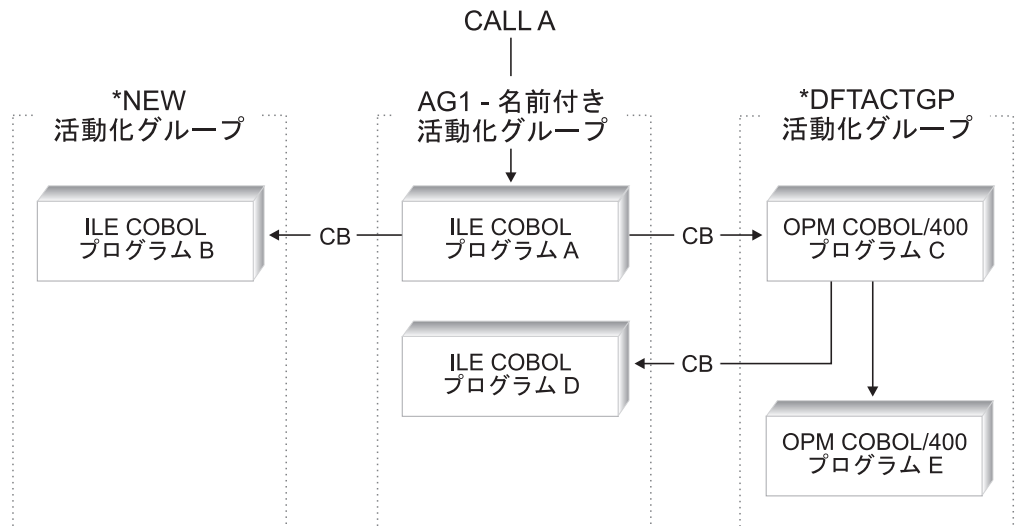 CALL A
*NEW
活動化グループ
AG1 - 名前付き
活動化グループ
*DFTACTGP
活動化グループ
ILE COBOL
プログラム B
CB
ILE COBOL
プログラム A
CB
OPM COBOL/400
プログラム C
ILE COBOL
プログラム D
CB
OPM COBOL/400
プログラム E